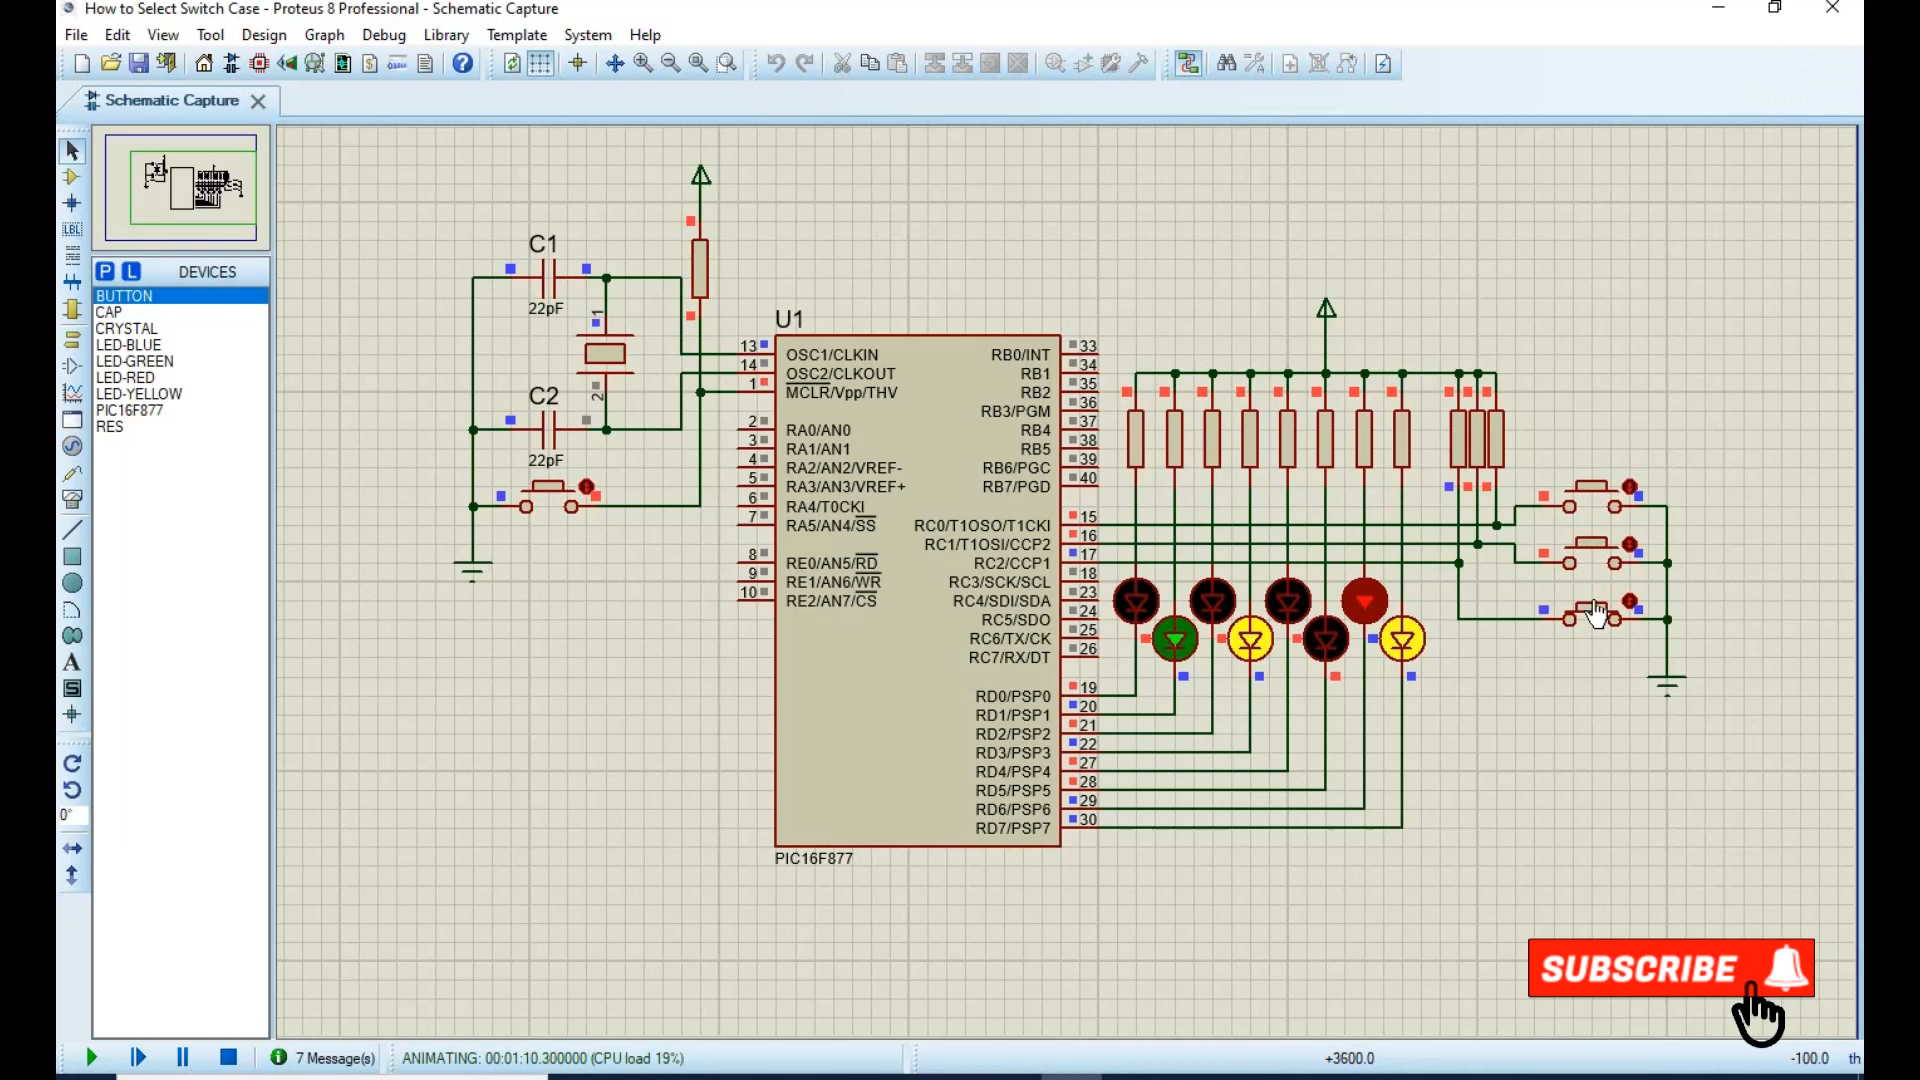 How to Select Switch Case - Proteus 8 Professional - Schematic Capture
File Edit View Tool Design Graph Debug Library Template System Help
Schematic Capture
P L DEVICES
BUTTON
CAP
CRYSTAL
LED-BLUE
LED-GREEN
LED-RED
LED-YELLOW
PIC16F877
RES
LBL
A
S
0°
C1
22pF
1
2
C2
22pF
U1
13 OSC1/CLKIN
14 OSC2/CLKOUT
1 MCLR/Vpp/THV
2 RA0/AN0
3 RA1/AN1
4 RA2/AN2/VREF-
5 RA3/AN3/VREF+
6 RA4/T0CKI
7 RA5/AN4/SS
8 RE0/AN5/RD
9 RE1/AN6/WR
10 RE2/AN7/CS
RB0/INT 33
RB1 34
RB2 35
RB3/PGM 36
RB4 37
RB5 38
RB6/PGC 39
RB7/PGD 40
RC0/T1OSO/T1CKI 15
RC1/T1OSI/CCP2 16
RC2/CCP1 17
RC3/SCK/SCL 18
RC4/SDI/SDA 23
RC5/SDO 24
RC6/TX/CK 25
RC7/RX/DT 26
RD0/PSP0 19
RD1/PSP1 20
RD2/PSP2 21
RD3/PSP3 22
RD4/PSP4 27
RD5/PSP5 28
RD6/PSP6 29
RD7/PSP7 30
PIC16F877
SUBSCRIBE
7 Message(s) ANIMATING: 00:01:10.300000 (CPU load 19%) +3600.0 -100.0 th